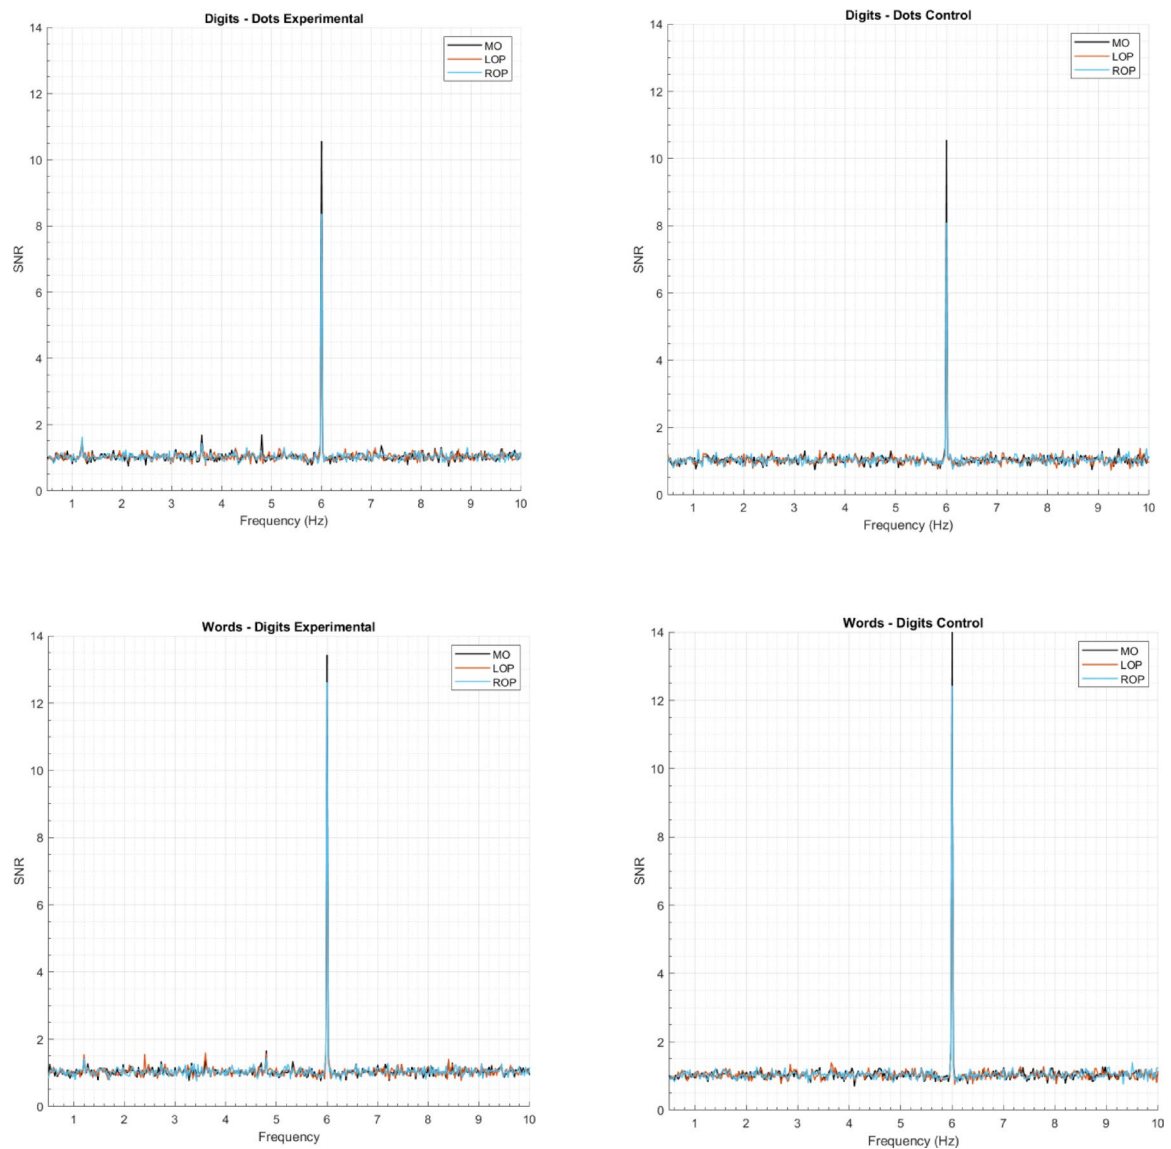 Digits - Dots Experimental
14
12
10
8
6
4
2
0
SNR
MO
LOP
ROP
1 2 3 4 5 6 7 8 9 10
Frequency (Hz)
Digits - Dots Control
14
12
10
8
6
4
2
0
SNR
MO
LOP
ROP
1 2 3 4 5 6 7 8 9 10
Frequency (Hz)
Words - Digits Experimental
14
12
10
8
6
4
2
0
SNR
MO
LOP
ROP
1 2 3 4 5 6 7 8 9 10
Frequency
Words - Digits Control
14
12
10
8
6
4
2
0
SNR
MO
LOP
ROP
1 2 3 4 5 6 7 8 9 10
Frequency (Hz)